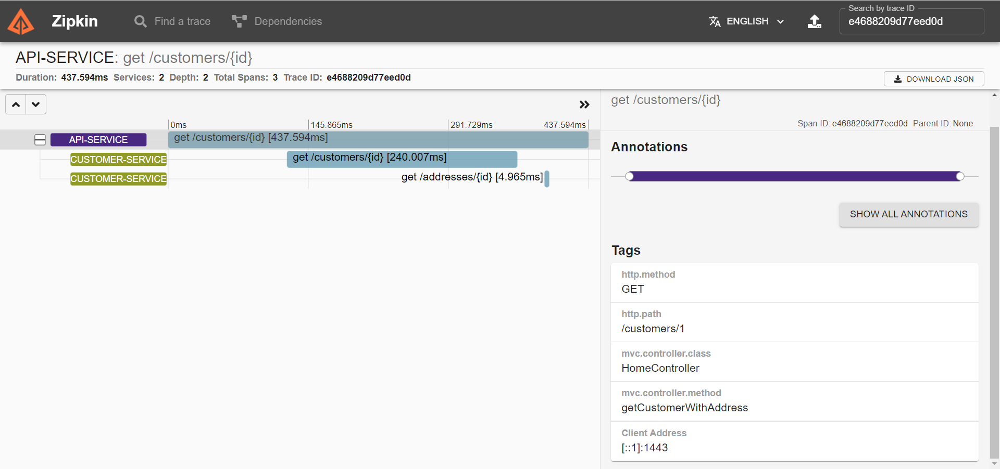 Zipkin
Find a trace
Dependencies
ENGLISH
Search by trace ID
e4688209d77eed0d
API-SERVICE: get /customers/{id}
Duration: 437.594ms Services: 2 Depth: 2 Total Spans: 3 Trace ID: e4688209d77eed0d
DOWNLOAD JSON
0ms 145.865ms 291.729ms 437.594ms
API-SERVICE get /customers/{id} [437.594ms]
CUSTOMER-SERVICE get /customers/{id} [240.007ms]
CUSTOMER-SERVICE get /addresses/{id} [4.965ms]
get /customers/{id}
Span ID: e4688209d77eed0d Parent ID: None
Annotations
SHOW ALL ANNOTATIONS
Tags
http.method
GET
http.path
/customers/1
mvc.controller.class
HomeController
mvc.controller.method
getCustomerWithAddress
Client Address
[::1]:1443